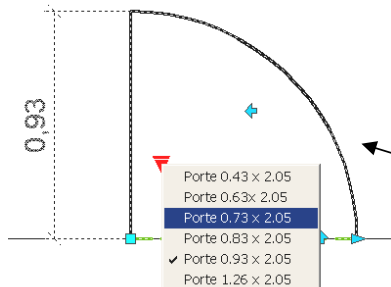 0,93
Porte 0.43 x 2.05
Porte 0.63x 2.05
Porte 0.73 x 2.05
Porte 0.83 x 2.05
✓ Porte 0.93 x 2.05
Porte 1.26 x 2.05